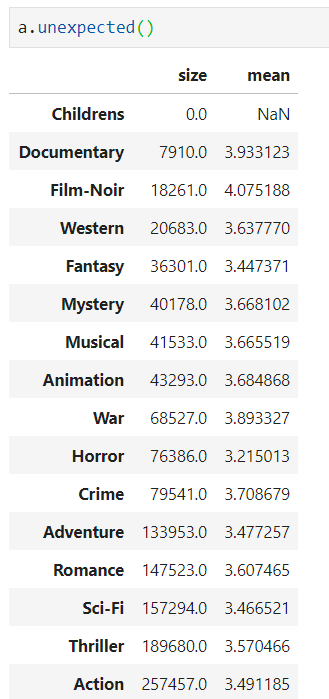 a.unexpected()
size mean
Childrens 0.0 NaN
Documentary 7910.0 3.933123
Film-Noir 18261.0 4.075188
Western 20683.0 3.637770
Fantasy 36301.0 3.447371
Mystery 40178.0 3.668102
Musical 41533.0 3.665519
Animation 43293.0 3.684868
War 68527.0 3.893327
Horror 76386.0 3.215013
Crime 79541.0 3.708679
Adventure 133953.0 3.477257
Romance 147523.0 3.607465
Sci-Fi 157294.0 3.466521
Thriller 189680.0 3.570466
Action 257457.0 3.491185